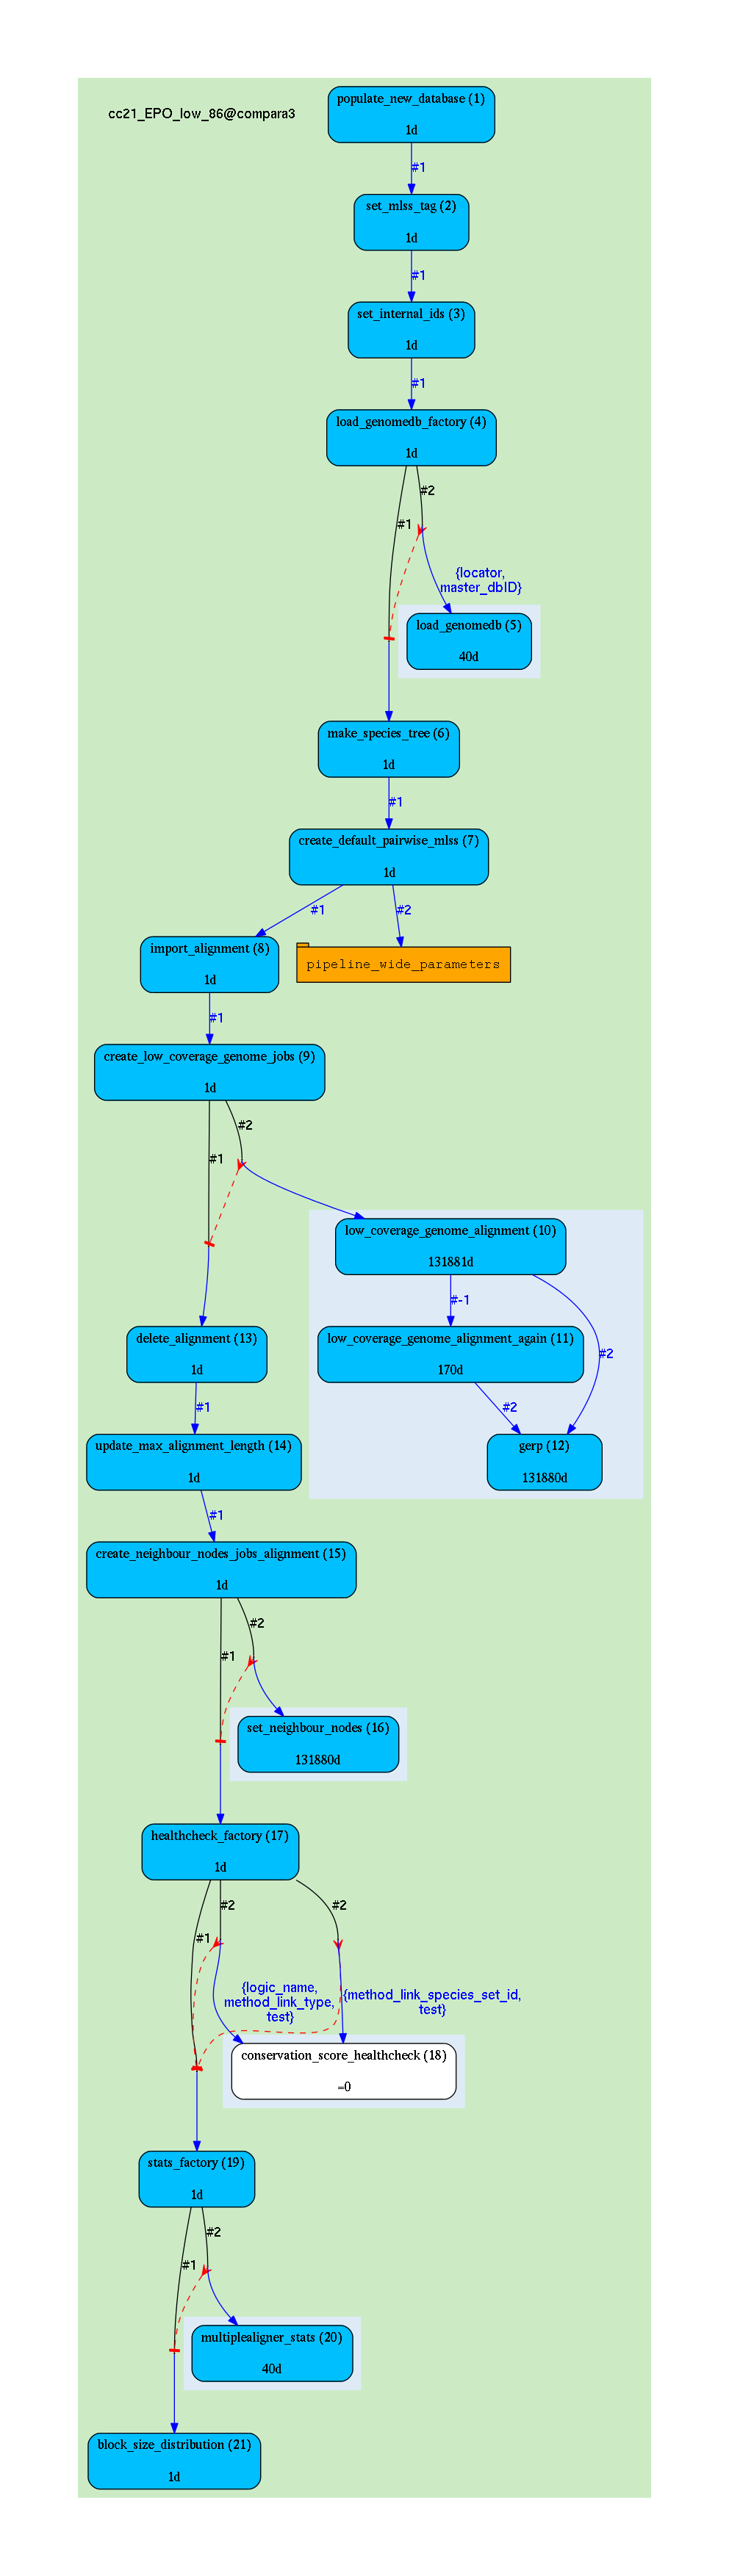 cc21_EPO_low_86@compara3
populate_new_database (1)
1d
#1
set_mlss_tag (2)
1d
#1
set_internal_ids (3)
1d
#1
load_genomedb_factory (4)
1d
#2
#1
{locator,
master_dbID}
load_genomedb (5)
40d
make_species_tree (6)
1d
#1
create_default_pairwise_mlss (7)
1d
#1
#2
import_alignment (8)
1d
pipeline_wide_parameters
#1
create_low_coverage_genome_jobs (9)
1d
#2
#1
low_coverage_genome_alignment (10)
131881d
#-1
low_coverage_genome_alignment_again (11)
170d
#2
#2
gerp (12)
131880d
delete_alignment (13)
1d
#1
update_max_alignment_length (14)
1d
#1
create_neighbour_nodes_jobs_alignment (15)
1d
#2
#1
set_neighbour_nodes (16)
131880d
healthcheck_factory (17)
1d
#2
#2
#1
{logic_name,
method_link_type,
test}
{method_link_species_set_id,
test}
conservation_score_healthcheck (18)
=0
stats_factory (19)
1d
#2
#1
multiplealigner_stats (20)
40d
block_size_distribution (21)
1d